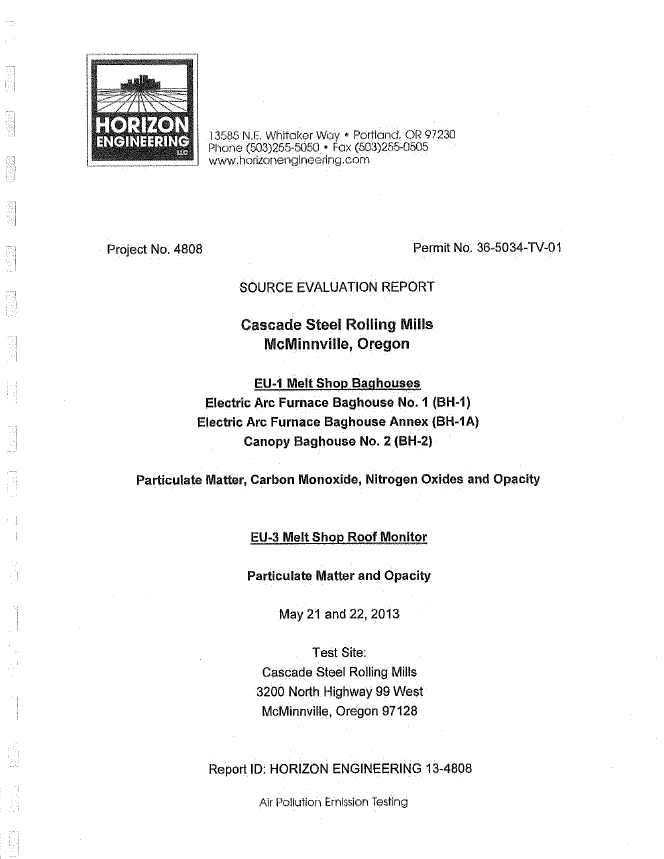 HORIZON
ENGINEERING
LLC
13585 N.E. Whitaker Way • Portland, OR 97230
Phone (503)255-5050 • Fax (503)255-0505
www.horizonengineering.com
Project No. 4808 Permit No. 36-5034-TV-01
SOURCE EVALUATION REPORT
Cascade Steel Rolling Mills
McMinnville, Oregon
EU-1 Melt Shop Baghouses
Electric Arc Furnace Baghouse No. 1 (BH-1)
Electric Arc Furnace Baghouse Annex (BH-1A)
Canopy Baghouse No. 2 (BH-2)
Particulate Matter, Carbon Monoxide, Nitrogen Oxides and Opacity
EU-3 Melt Shop Roof Monitor
Particulate Matter and Opacity
May 21 and 22, 2013
Test Site:
Cascade Steel Rolling Mills
3200 North Highway 99 West
McMinnville, Oregon 97128
Report ID: HORIZON ENGINEERING 13-4808
Air Pollution Emission Testing